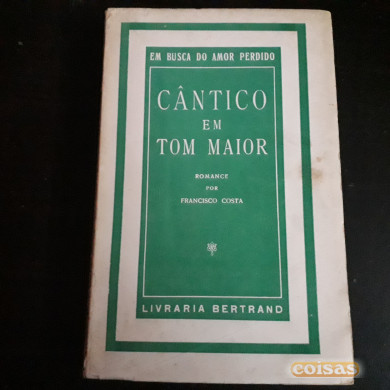 EM BUSCA DO AMOR PERDIDO
CÂNTICO
EM
TOM MAIOR
ROMANCE
POR
FRANCISCO COSTA
LIVRARIA BERTRAND
coisas